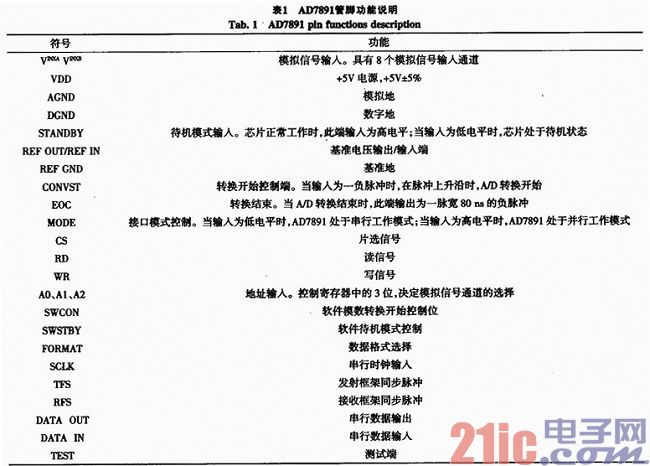 表1 AD7891管脚功能说明
Tab. 1 AD7891 pin functions description
符号 功能
VINXA VINXB 模拟信号输入。具有8个模拟信号输入通道
VDD +5V 电源,+5V±5%
AGND 模拟地
DGND 数字地
STANDBY 待机模式输入。芯片正常工作时,此端输入为高电平;当输入为低电平时,芯片处于待机状态
REF OUT/REF IN 基准电压输出/输入端
REF GND 基准地
CONVST 转换开始控制端。当输入为一负脉冲时,在脉冲上升沿时,A/D 转换开始
EOC 转换结束。当 A/D 转换结束时,此端输出为一脉宽 80 ns 的负脉冲
MODE 接口模式控制。当输入为低电平时,AD7891 处于串行工作模式;当输入为高电平时,AD7891 处于并行工作模式
CS 片选信号
RD 读信号
WR 写信号
A0、A1、A2 地址输入。控制寄存器中的3位,决定模拟信号通道的选择
SWCON 软件模数转换开始控制位
SWSTBY 软件待机模式控制
FORMAT 数据格式选择
SCLK 串行时钟输入
TFS 发射框架同步脉冲
RFS 接收框架同步脉冲
DATA OUT 串行数据输出
DATA IN 串行数据输入
TEST 测试端
21ic电子网
.com